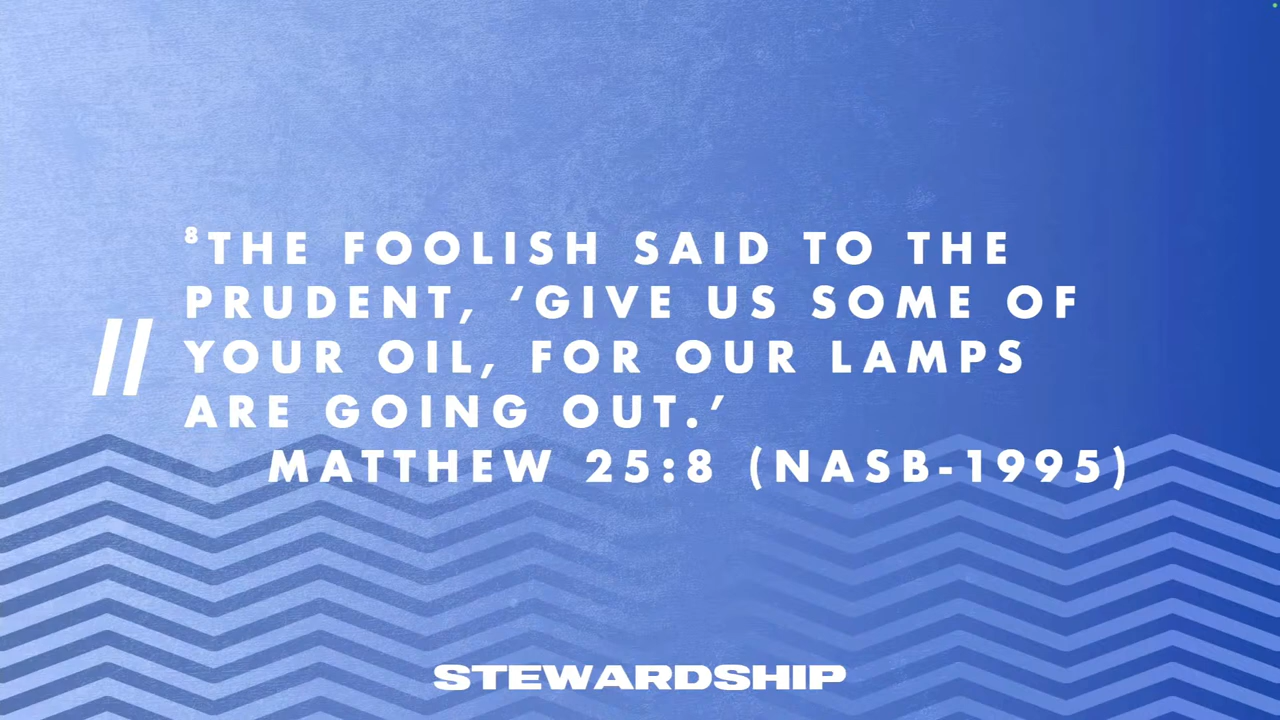 ⁸THE FOOLISH SAID TO THE
PRUDENT, ‘GIVE US SOME OF
YOUR OIL, FOR OUR LAMPS
ARE GOING OUT.’
MATTHEW 25:8 (NASB-1995)
STEWARDSHIP